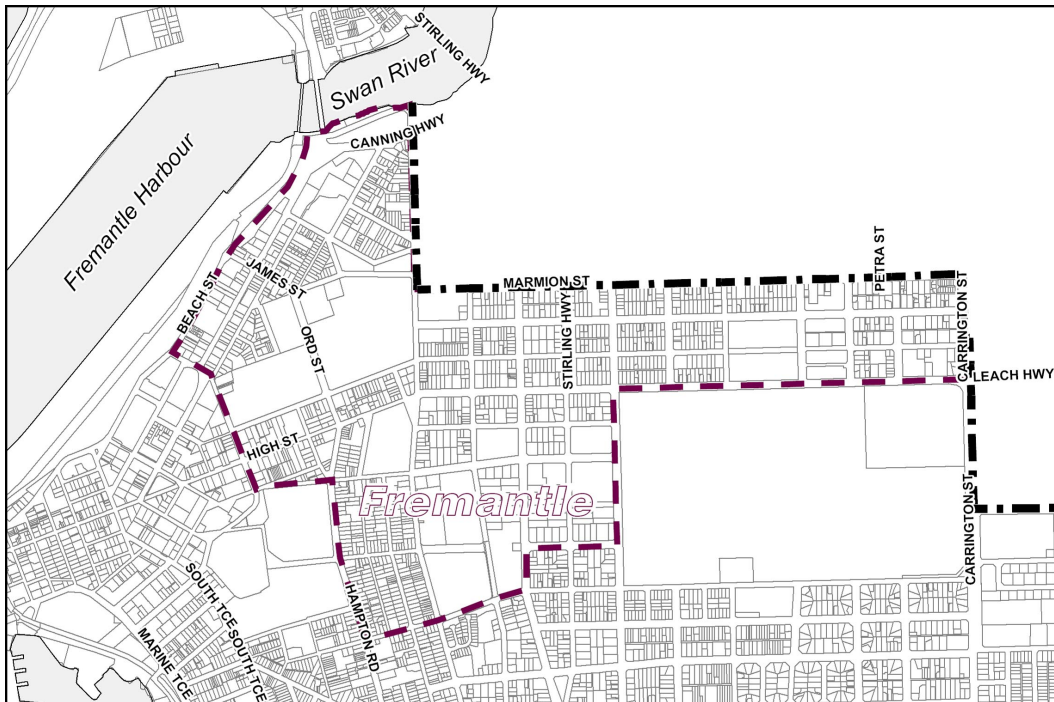 STIRLING HWY
Swan River
CANNING HWY
Fremantle Harbour
PETRA ST
JAMES ST
MARMION ST
BEACH ST
STIRLING HWY
CARRINGTON ST
ORD ST
LEACH HWY
HIGH ST
Fremantle
CARRINGTON ST
SOUTH TCE
HAMPTON RD
SOUTH TCE
MARINE TCE